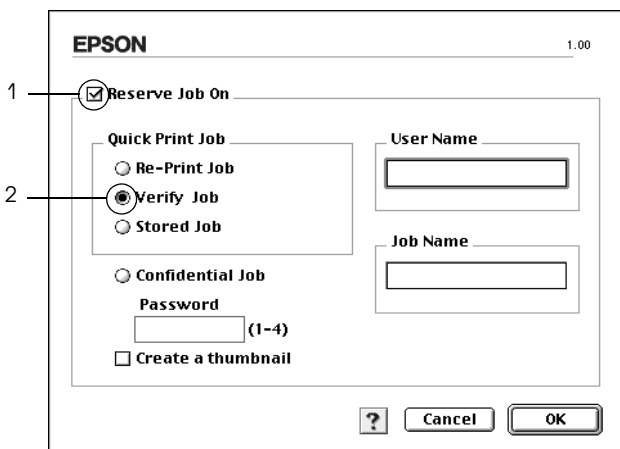 EPSON
1.00
1
Reserve Job On
Quick Print Job
Re-Print Job
2
Verify Job
Stored Job
Confidential Job
Password
(1-4)
Create a thumbnail
User Name
Job Name
?
Cancel
OK